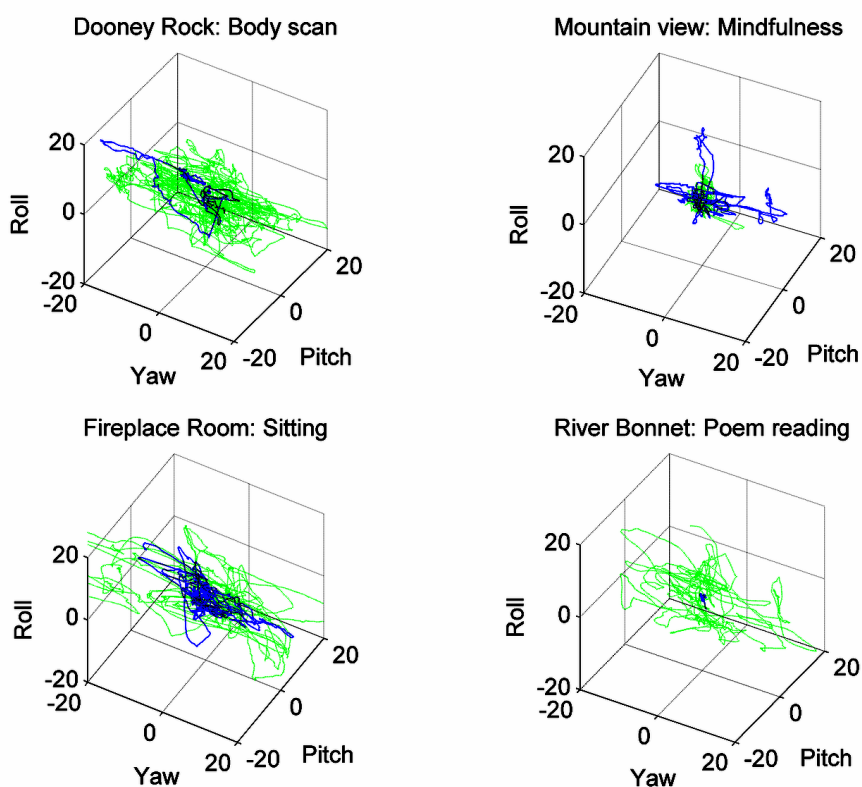 Dooney Rock: Body scan
20
0
-20
Roll
-20
0
20
Yaw
-20
0
20
Pitch
Mountain view: Mindfulness
20
0
-20
Roll
-20
0
20
Yaw
-20
0
20
Pitch
Fireplace Room: Sitting
20
0
-20
Roll
-20
0
20
Yaw
-20
0
20
Pitch
River Bonnet: Poem reading
20
0
-20
Roll
-20
0
20
Yaw
-20
0
20
Pitch